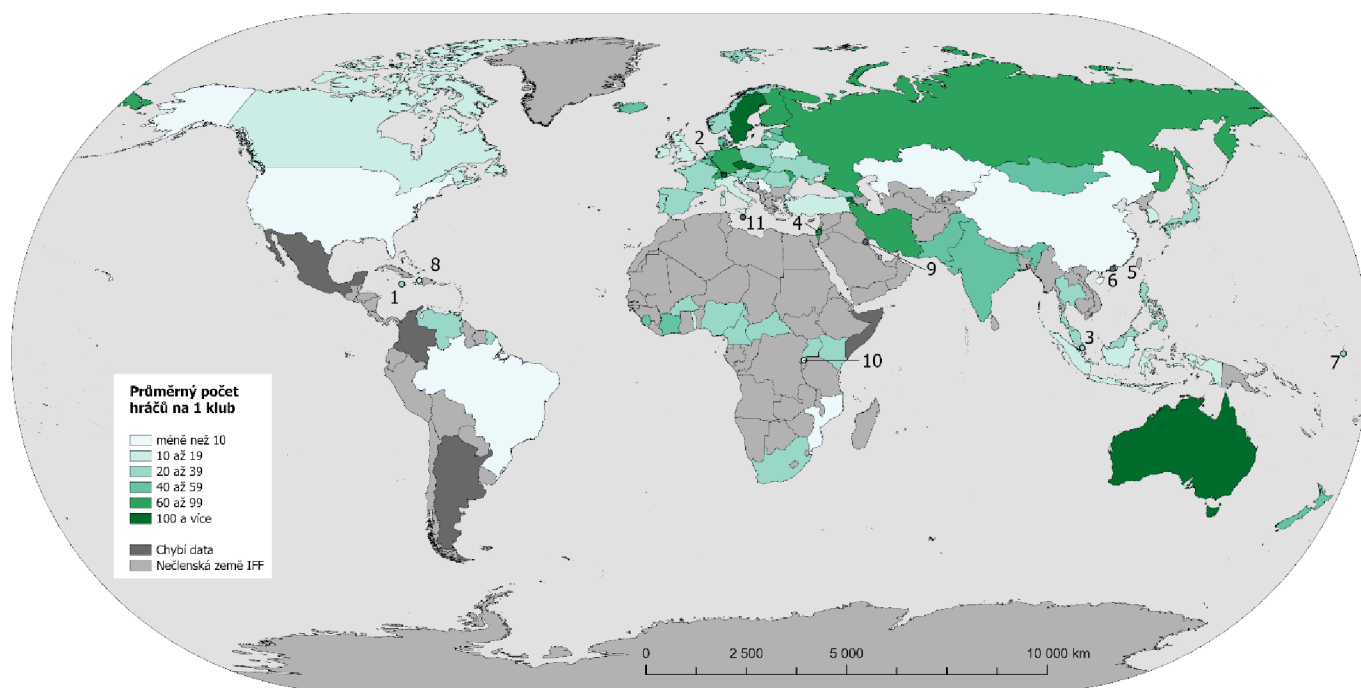 2
11
4
9
8
1
5
6
3
7
10
Průměrný počet
hráčů na 1 klub
méně než 10
10 až 19
20 až 39
40 až 59
60 až 99
100 a více
Chybí data
Nečlenská země IFF
0 2 500 5 000 10 000 km